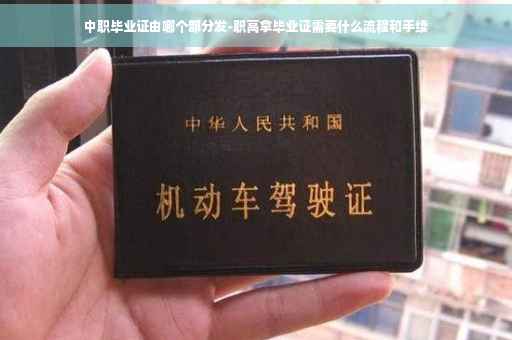 中职毕业证由哪个部分发-职高拿毕业证需要什么流程和手续
中华人民共和国
机动车驾驶证